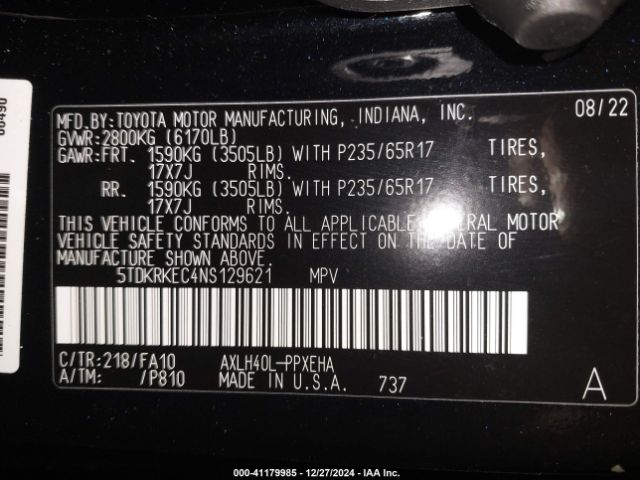 MFD.BY:TOYOTA MOTOR MANUFACTURING, INDIANA, INC. 08/22
GVWR:2800KG (6170LB)
GAWR:FRT. 1590KG (3505LB) WITH P235/65R17 TIRES,
17X7J RIMS.
RR. 1590KG (3505LB) WITH P235/65R17 TIRES,
17X7J RIMS.
THIS VEHICLE CONFORMS TO ALL APPLICABLE FEDERAL MOTOR
VEHICLE SAFETY STANDARDS IN EFFECT ON THE DATE OF
MANUFACTURE SHOWN ABOVE.
5TDKRKEC4NS129621 MPV
C/TR:218/FA10 AXLH40L-PPXEHA
A/TM: /P810 MADE IN U.S.A. 737 A
000-41179985 - 12/27/2024 - IAA Inc.